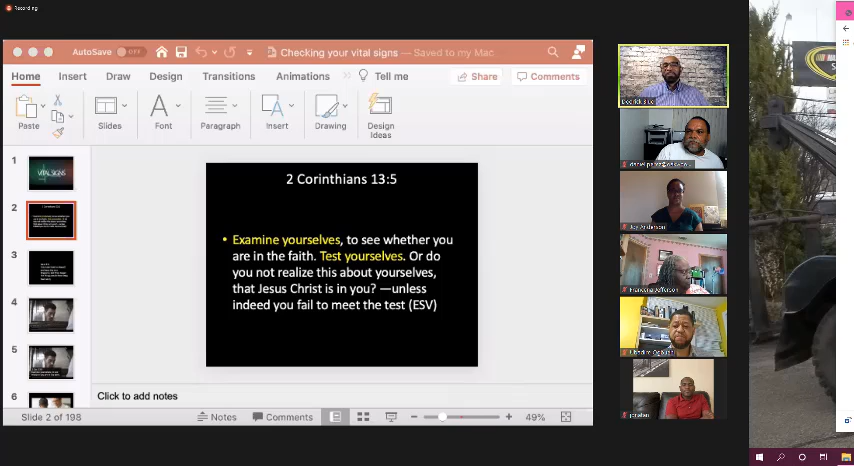 Recording
AutoSave OFF
Checking your vital signs — Saved to my Mac
Home Insert Draw Design Transitions Animations Tell me
Share Comments
Paste Slides Font Paragraph Insert Drawing Design
Ideas
1
VITAL SIGNS
2
3
4
5
6
2 Corinthians 13:5
• Examine yourselves, to see whether you
are in the faith. Test yourselves. Or do
you not realize this about yourselves,
that Jesus Christ is in you? —unless
indeed you fail to meet the test (ESV)
Click to add notes
Slide 2 of 198 Notes Comments 49%
Joy Anderson
Francena Jefferson